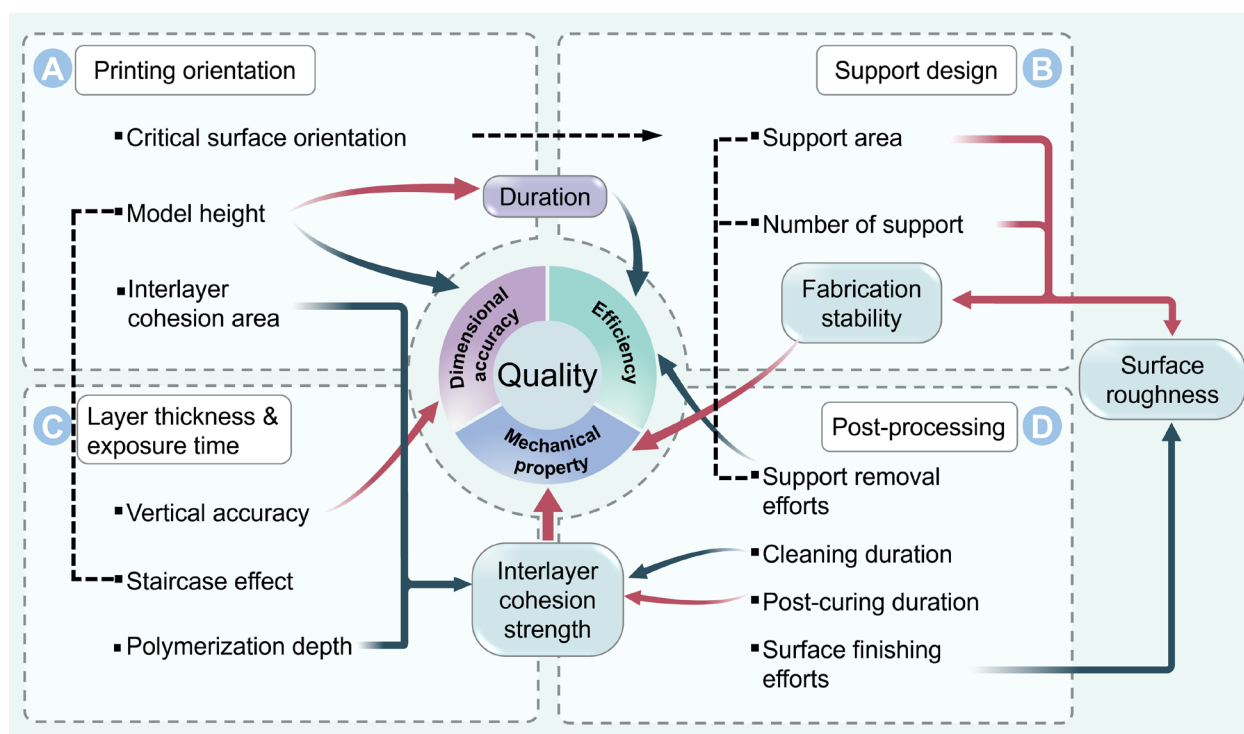 A
Printing orientation
▪Critical surface orientation
▪Model height
▪Interlayer
cohesion area
Duration
B
Support design
▪Support area
▪Number of support
Fabrication
stability
Surface
roughness
Dimensional
accuracy
Efficiency
Quality
Mechanical
property
C
Layer thickness &
exposure time
▪Vertical accuracy
▪Staircase effect
▪Polymerization depth
Interlayer
cohesion
strength
D
Post-processing
▪Support removal
efforts
▪Cleaning duration
▪Post-curing duration
▪Surface finishing
efforts